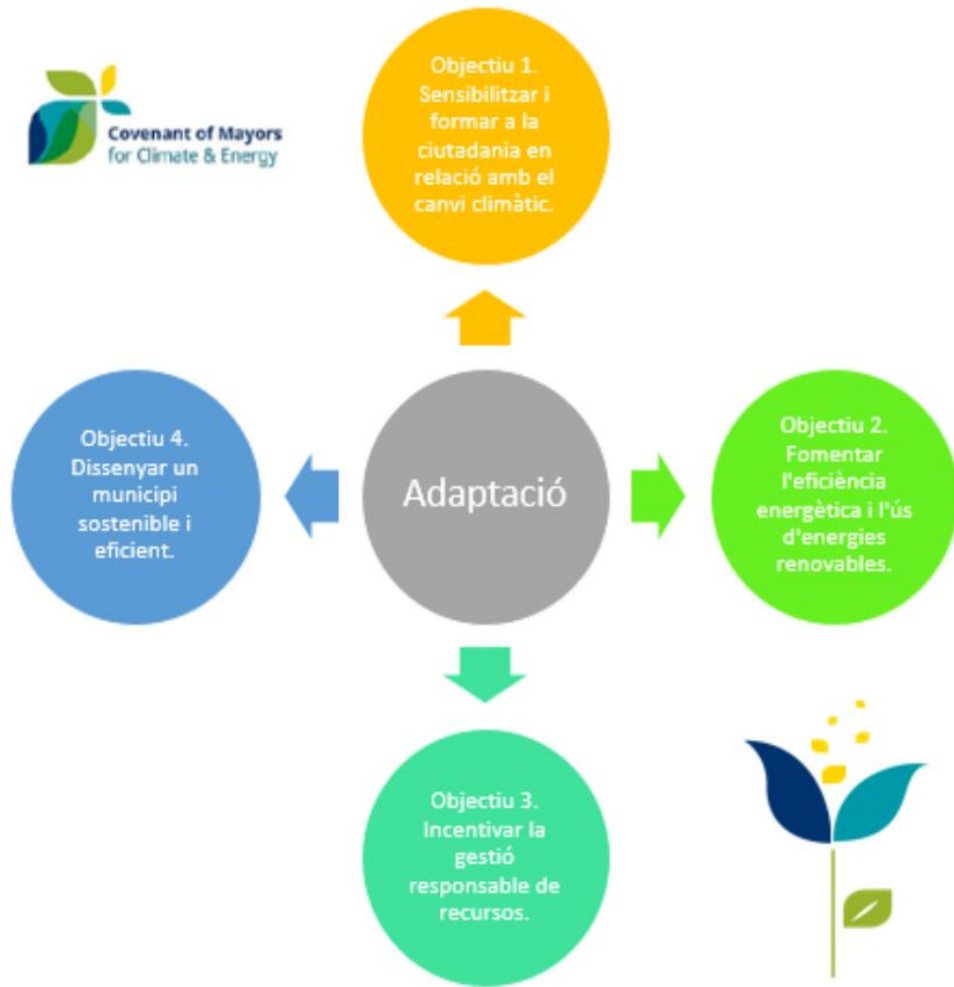 Covenant of Mayors
for Climate & Energy
Objectiu 1.
Sensibilitzar i
formar a la
ciutadania en
relació amb el
canvi climàtic.
Objectiu 4.
Dissenyar un
municipi
sostenible i
eficient.
Adaptació
Objectiu 2.
Fomentar
l'eficiència
energètica i l'ús
d'energies
renovables.
Objectiu 3.
Incentivar la
gestió
responsable de
recursos.